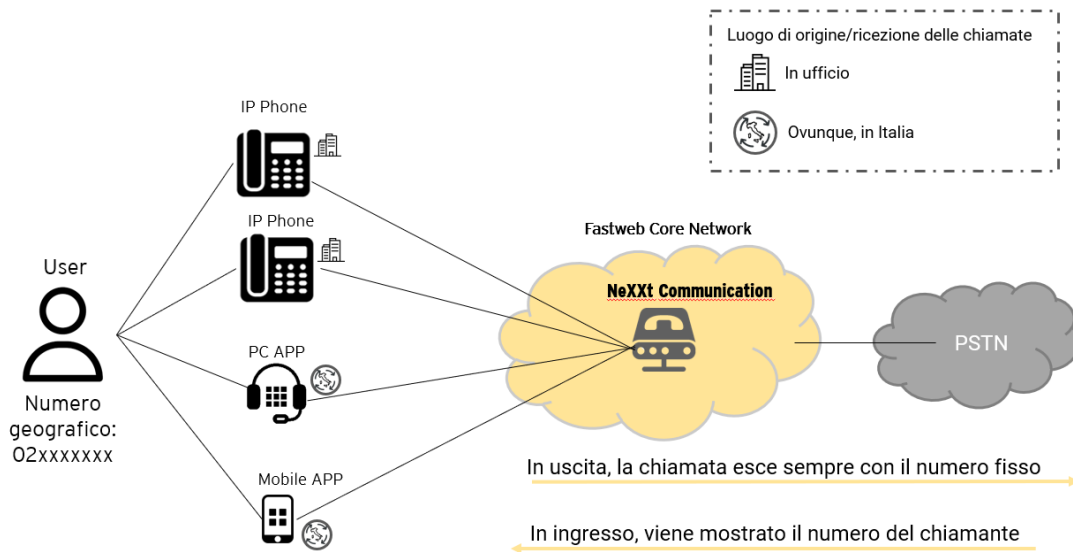 Luogo di origine/ricezione delle chiamate
In ufficio
Ovunque, in Italia
IP Phone
IP Phone
Fastweb Core Network
NeXXt Communication
User
PSTN
PC APP
Numero
geografico:
02xxxxxxx
Mobile APP
In uscita, la chiamata esce sempre con il numero fisso
In ingresso, viene mostrato il numero del chiamante